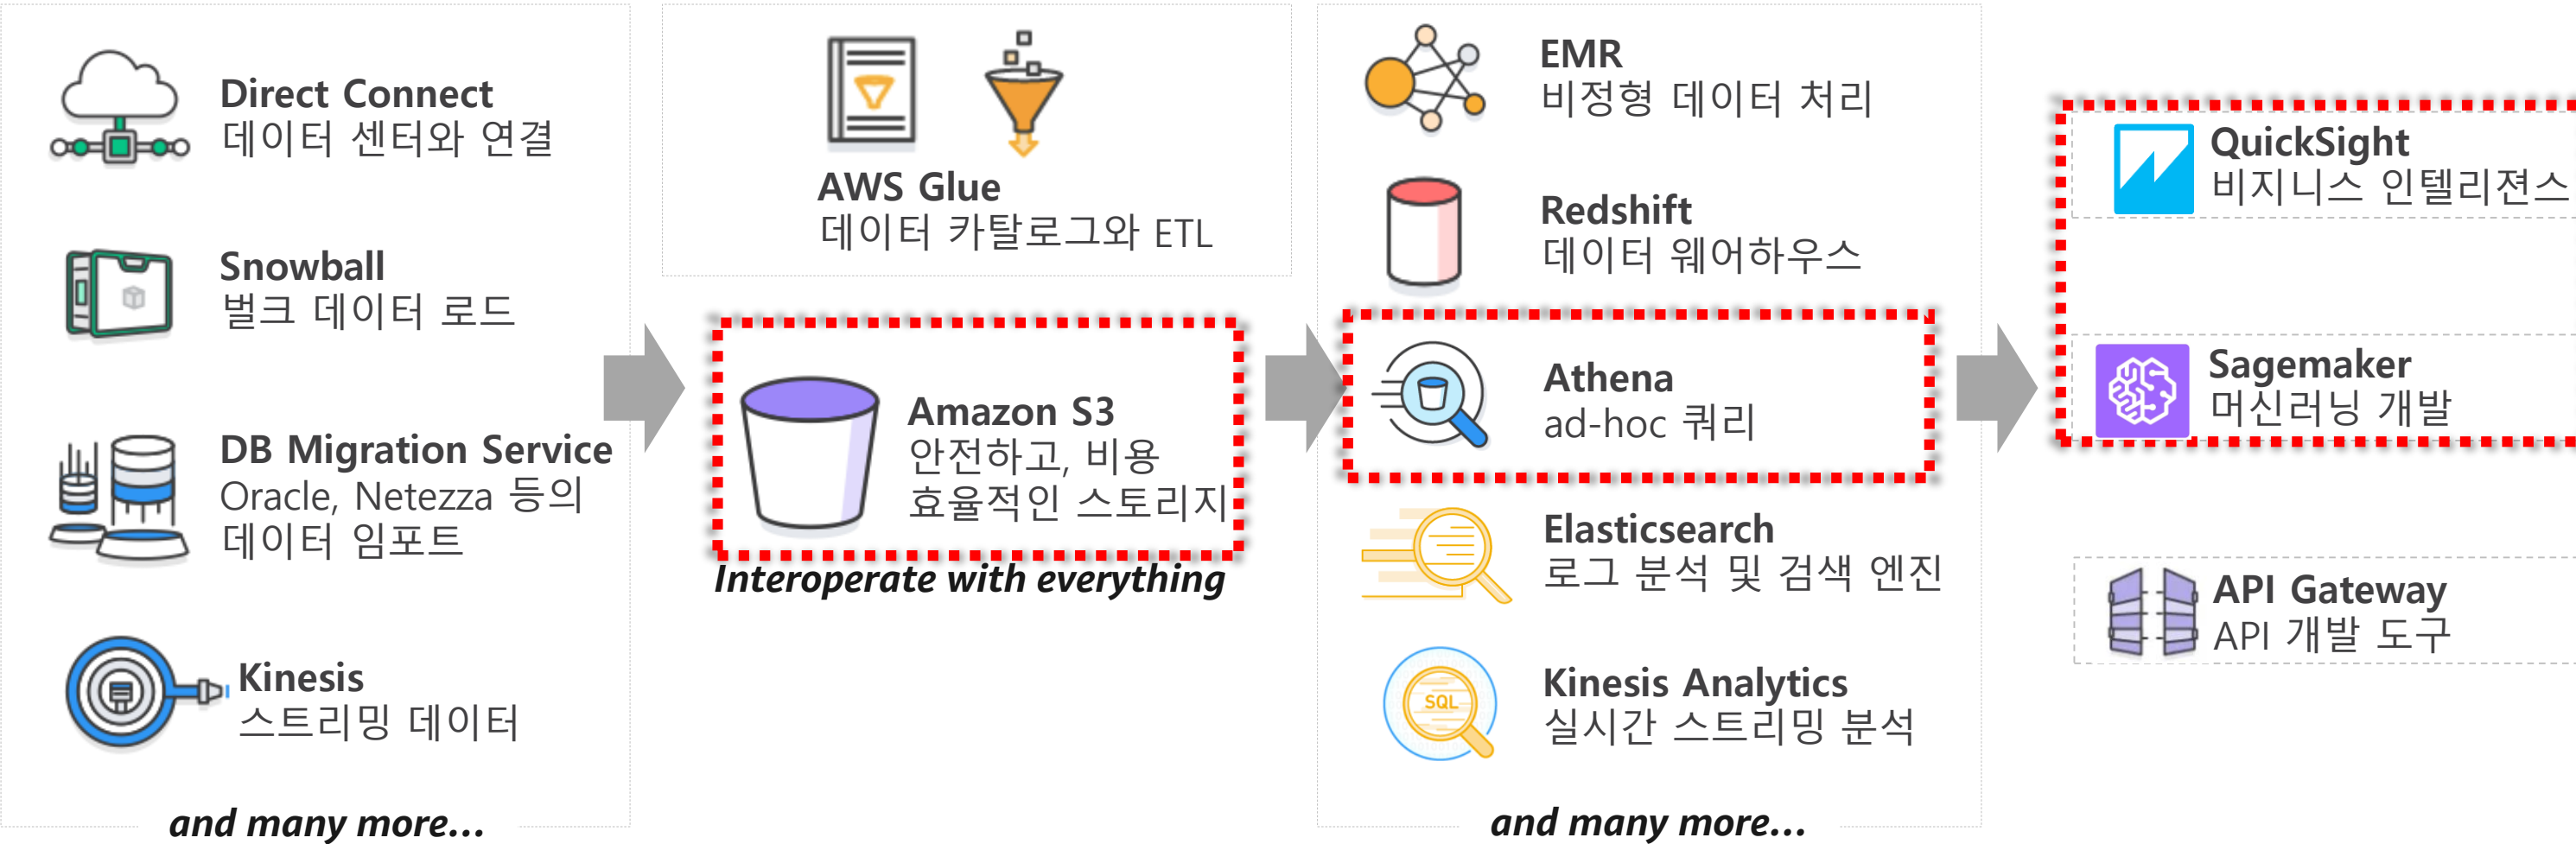 Direct Connect
데이터 센터와 연결
Snowball
벌크 데이터 로드
DB Migration Service
Oracle, Netezza 등의
데이터 임포트
Kinesis
스트리밍 데이터
and many more...
AWS Glue
데이터 카탈로그와 ETL
Amazon S3
안전하고, 비용
효율적인 스토리지
Interoperate with everything
EMR
비정형 데이터 처리
Redshift
데이터 웨어하우스
Athena
ad-hoc 쿼리
Elasticsearch
로그 분석 및 검색 엔진
SQL
Kinesis Analytics
실시간 스트리밍 분석
and many more...
QuickSight
비지니스 인텔리젼스
Sagemaker
머신러닝 개발
API Gateway
API 개발 도구